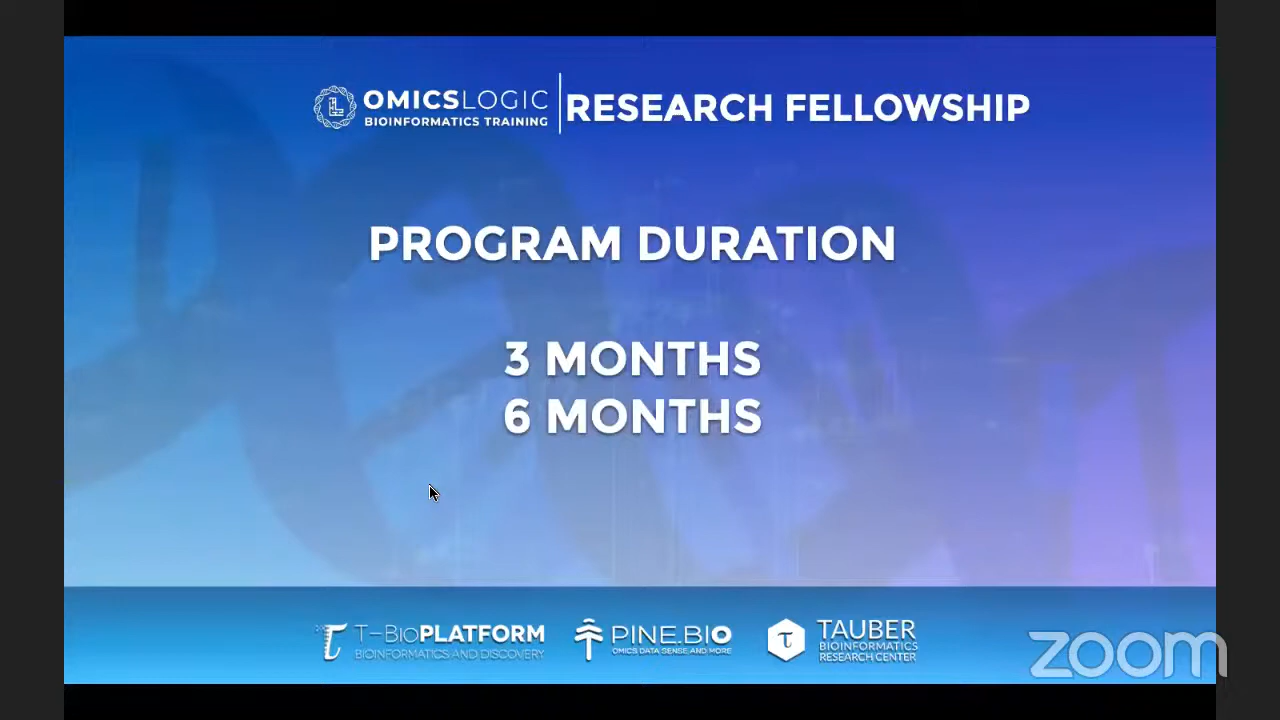 OMICSLOGIC
BIOINFORMATICS TRAINING
RESEARCH FELLOWSHIP
PROGRAM DURATION
3 MONTHS
6 MONTHS
T-BioPLATFORM
BIOINFORMATICS AND DISCOVERY
PINE.BIO
OMICS DATA SENSE AND MORE
TAUBER
BIOINFORMATICS
RESEARCH CENTER
zoom